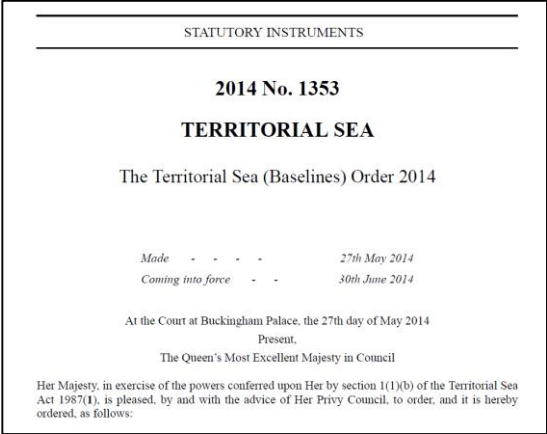 STATUTORY INSTRUMENTS
2014 No. 1353
TERRITORIAL SEA
The Territorial Sea (Baselines) Order 2014
Made - - - - 27th May 2014
Coming into force - - 30th June 2014
At the Court at Buckingham Palace, the 27th day of May 2014
Present,
The Queen’s Most Excellent Majesty in Council
Her Majesty, in exercise of the powers conferred upon Her by section 1(1)(b) of the Territorial Sea
Act 1987(1), is pleased, by and with the advice of Her Privy Council, to order, and it is hereby
ordered, as follows: